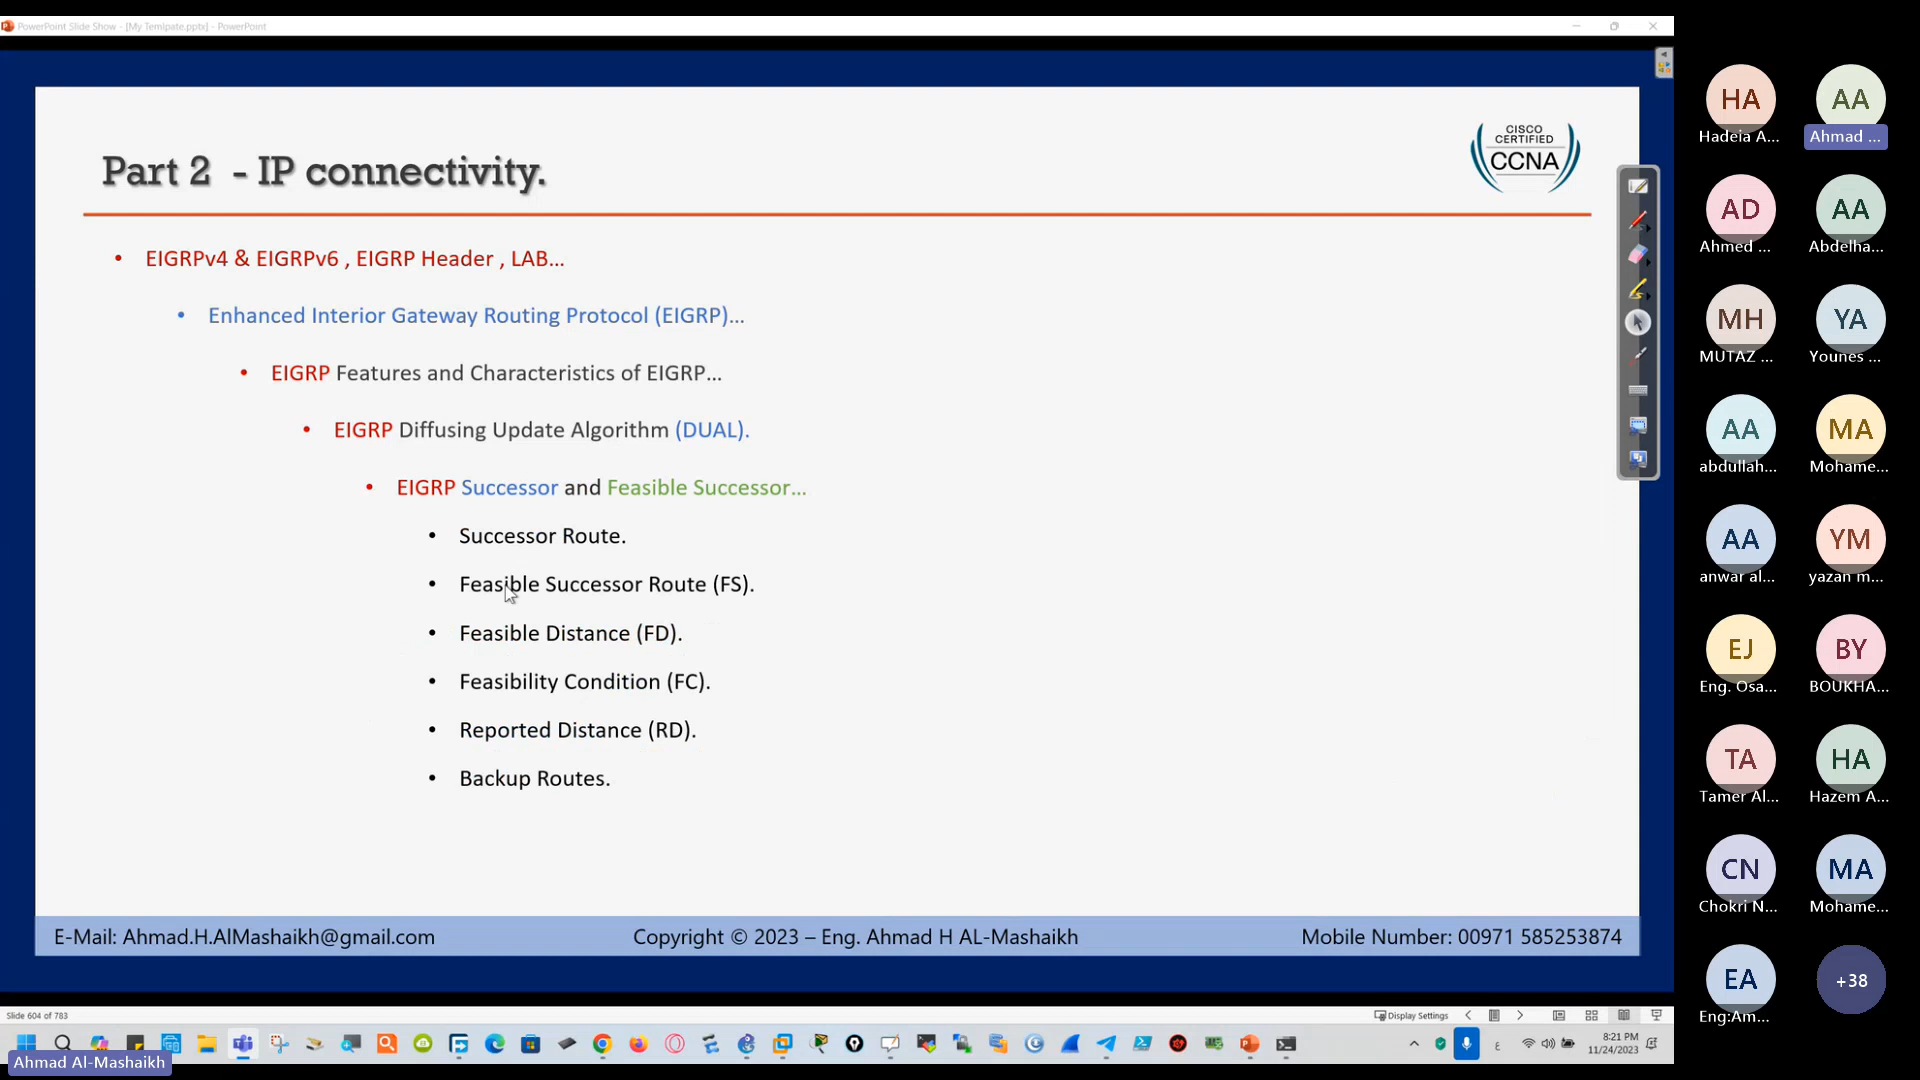 PowerPoint Slide Show - [My Temlpate.pptx] - PowerPoint
CISCO
CERTIFIED
CCNA
Part 2 - IP connectivity.
• EIGRPv4 & EIGRPv6 , EIGRP Header , LAB...
• Enhanced Interior Gateway Routing Protocol (EIGRP)...
• EIGRP Features and Characteristics of EIGRP...
• EIGRP Diffusing Update Algorithm (DUAL).
• EIGRP Successor and Feasible Successor...
• Successor Route.
• Feasible Successor Route (FS).
• Feasible Distance (FD).
• Feasibility Condition (FC).
• Reported Distance (RD).
• Backup Routes.
E-Mail: Ahmad.H.AlMashaikh@gmail.com
Copyright © 2023 – Eng. Ahmad H AL-Mashaikh
Mobile Number: 00971 585253874
Slide 604 of 783
Display Settings
ع
8:21 PM
11/24/2023
Ahmad Al-Mashaikh
HA
Hadeia A...
AA
Ahmad ...
AD
Ahmed ...
AA
Abdelha...
MH
MUTAZ ...
YA
Younes ...
AA
abdullah...
MA
Mohame...
AA
anwar al...
YM
yazan m...
EJ
Eng. Osa...
BY
BOUKHA...
TA
Tamer Al...
HA
Hazem A...
CN
Chokri N...
MA
Mohame...
EA
Eng:Am...
+38